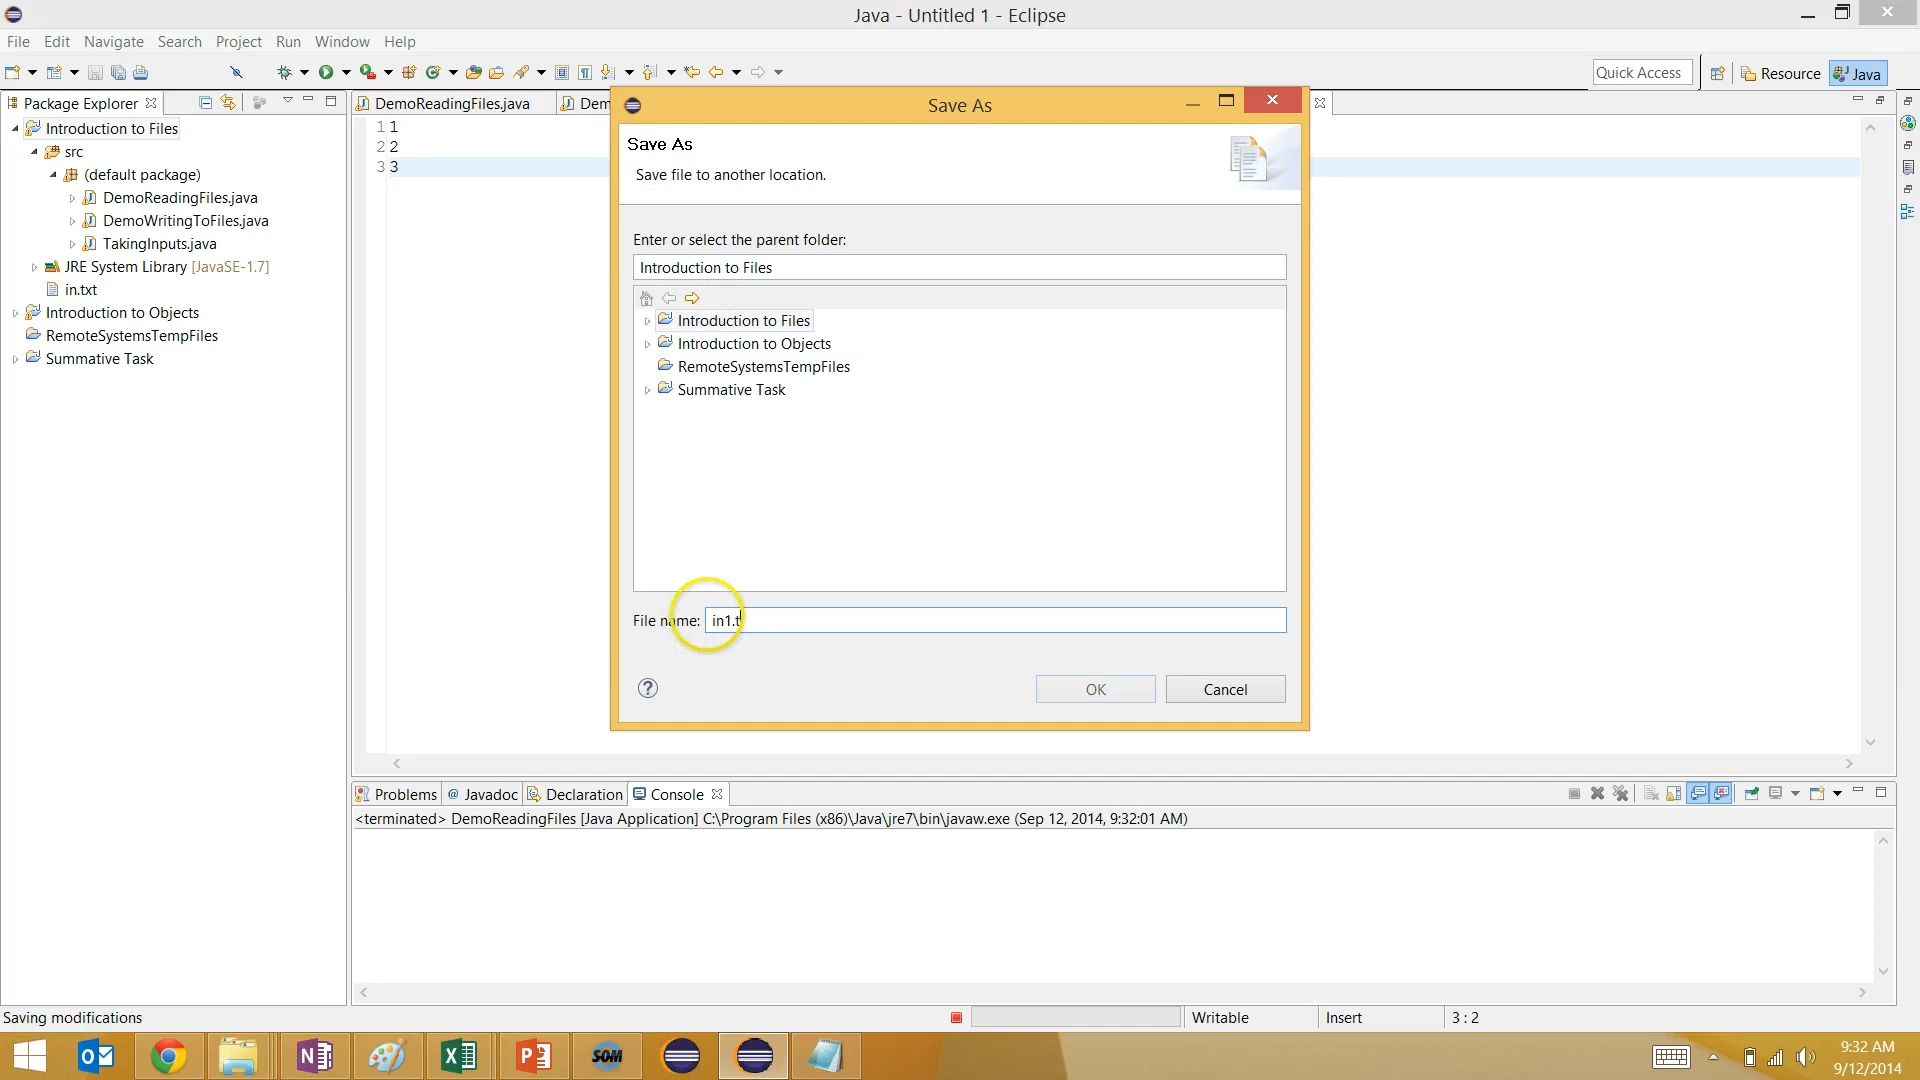 Java - Untitled 1 - Eclipse
File Edit Navigate Search Project Run Window Help
Quick Access Resource Java
Package Explorer
Introduction to Files
src
(default package)
DemoReadingFiles.java
DemoWritingToFiles.java
TakingInputs.java
JRE System Library [JavaSE-1.7]
in.txt
Introduction to Objects
RemoteSystemsTempFiles
Summative Task
DemoReadingFiles.java Dem
1 1
2 2
3 3
Save As
Save As
Save file to another location.
Enter or select the parent folder:
Introduction to Files
Introduction to Files
Introduction to Objects
RemoteSystemsTempFiles
Summative Task
File name: in1.t
OK Cancel
Problems @ Javadoc Declaration Console
<terminated> DemoReadingFiles [Java Application] C:\Program Files (x86)\Java\jre7\bin\javaw.exe (Sep 12, 2014, 9:32:01 AM)
Saving modifications Writable Insert 3 : 2
SOM
9:32 AM
9/12/2014